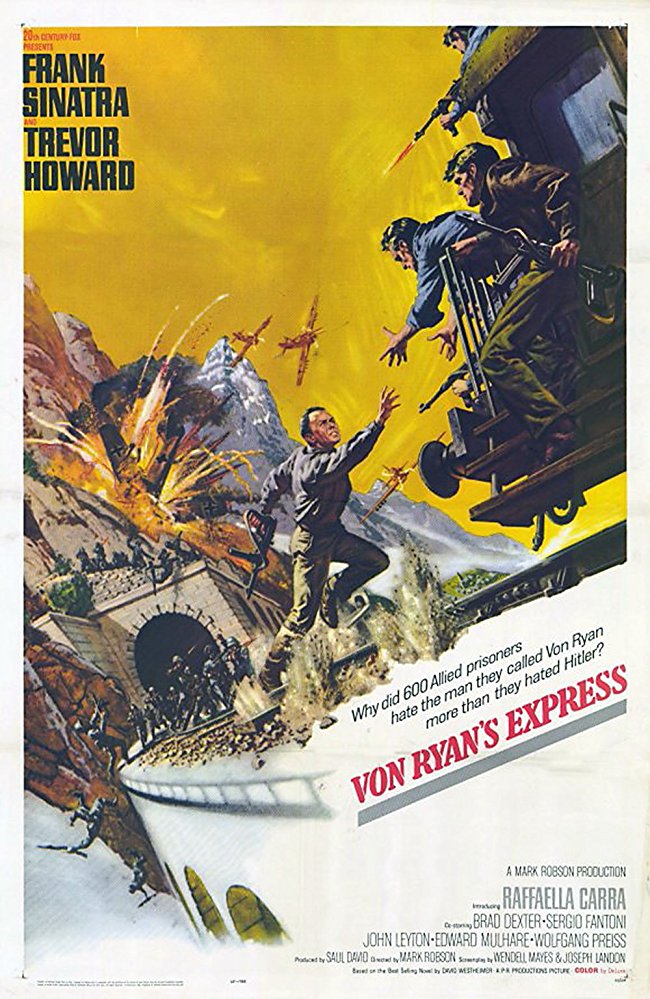 20th CENTURY-FOX
PRESENTS
FRANK
SINATRA
AND
TREVOR
HOWARD
Why did 600 Allied prisoners
hate the man they called Von Ryan
more than they hated Hitler?
VON RYAN'S EXPRESS
A MARK ROBSON PRODUCTION
Introducing RAFFAELLA CARRA
Co-starring BRAD DEXTER·SERGIO FANTONI
JOHN LEYTON·EDWARD MULHARE·WOLFGANG PREISS
Produced by SAUL DAVID Directed by MARK ROBSON Screenplay by WENDELL MAYES & JOSEPH LANDON
Based on the Best Selling Novel by DAVID WESTHEIMER · A P-R PRODUCTIONS PICTURE · COLOR by DeLuxe